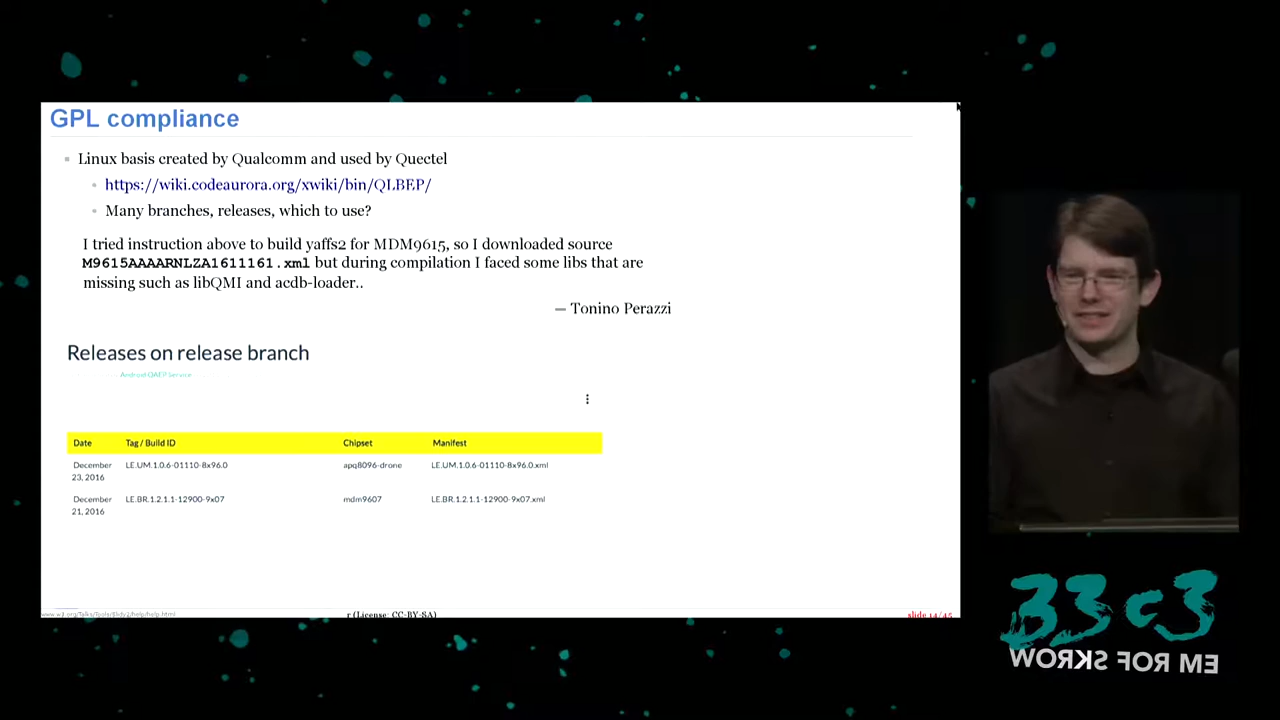 GPL compliance
Linux basis created by Qualcomm and used by Quectel
https://wiki.codeaurora.org/xwiki/bin/QLBEP/
Many branches, releases, which to use?
I tried instruction above to build yaffs2 for MDM9615, so I downloaded source
M9615AAAARNLZA1611161.xml but during compilation I faced some libs that are
missing such as libQMI and acdb-loader..
— Tonino Perazzi
Releases on release branch
Android QAEP Service
Date Tag / Build ID Chipset Manifest
December LE.UM.1.0.6-01110-8x96.0 apq8096-drone LE.UM.1.0.6-01110-8x96.0.xml
23, 2016
December LE.BR.1.2.1.1-12900-9x07 mdm9607 LE.BR.1.2.1.1-12900-9x07.xml
21, 2016
r (License: CC-BY-SA)
slide 14/45
33c3
WORKS FOR ME